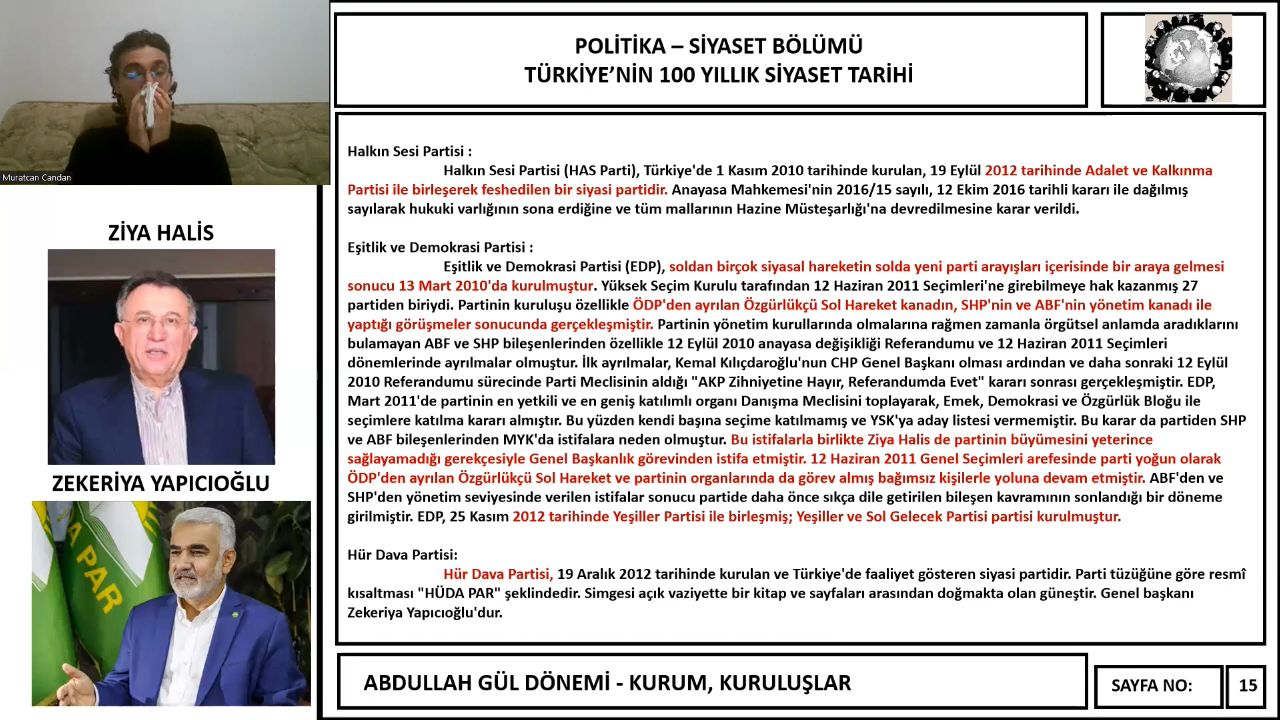 Muratcan Candan
ZİYA HALİS
ZEKERİYA YAPICIOĞLU
A PAR
POLİTİKA – SİYASET BÖLÜMÜ
TÜRKİYE’NİN 100 YILLIK SİYASET TARİHİ
Halkın Sesi Partisi :
Halkın Sesi Partisi (HAS Parti), Türkiye'de 1 Kasım 2010 tarihinde kurulan, 19 Eylül 2012 tarihinde Adalet ve Kalkınma
Partisi ile birleşerek feshedilen bir siyasi partidir. Anayasa Mahkemesi'nin 2016/15 sayılı, 12 Ekim 2016 tarihli kararı ile dağılmış
sayılarak hukuki varlığının sona erdiğine ve tüm mallarının Hazine Müsteşarlığı'na devredilmesine karar verildi.
Eşitlik ve Demokrasi Partisi :
Eşitlik ve Demokrasi Partisi (EDP), soldan birçok siyasal hareketin solda yeni parti arayışları içerisinde bir araya gelmesi
sonucu 13 Mart 2010'da kurulmuştur. Yüksek Seçim Kurulu tarafından 12 Haziran 2011 Seçimleri'ne girebilmeye hak kazanmış 27
partiden biriydi. Partinin kuruluşu özellikle ÖDP'den ayrılan Özgürlükçü Sol Hareket kanadın, SHP'nin ve ABF'nin yönetim kanadı ile
yaptığı görüşmeler sonucunda gerçekleşmiştir. Partinin yönetim kurullarında olmalarına rağmen zamanla örgütsel anlamda aradıklarını
bulamayan ABF ve SHP bileşenlerinden özellikle 12 Eylül 2010 anayasa değişikliği Referandumu ve 12 Haziran 2011 Seçimleri
dönemlerinde ayrılmalar olmuştur. İlk ayrılmalar, Kemal Kılıçdaroğlu'nun CHP Genel Başkanı olması ardından ve daha sonraki 12 Eylül
2010 Referandumu sürecinde Parti Meclisinin aldığı "AKP Zihniyetine Hayır, Referandumda Evet" kararı sonrası gerçekleşmiştir. EDP,
Mart 2011'de partinin en yetkili ve en geniş katılımlı organı Danışma Meclisini toplayarak, Emek, Demokrasi ve Özgürlük Bloğu ile
seçimlere katılma kararı almıştır. Bu yüzden kendi başına seçime katılmamış ve YSK'ya aday listesi vermemiştir. Bu karar da partiden SHP
ve ABF bileşenlerinden MYK'da istifalara neden olmuştur. Bu istifalarla birlikte Ziya Halis de partinin büyümesini yeterince
sağlayamadığı gerekçesiyle Genel Başkanlık görevinden istifa etmiştir. 12 Haziran 2011 Genel Seçimleri arefesinde parti yoğun olarak
ÖDP'den ayrılan Özgürlükçü Sol Hareket ve partinin organlarında da görev almış bağımsız kişilerle yoluna devam etmiştir. ABF'den ve
SHP'den yönetim seviyesinde verilen istifalar sonucu partide daha önce sıkça dile getirilen bileşen kavramının sonlandığı bir döneme
girilmiştir. EDP, 25 Kasım 2012 tarihinde Yeşiller Partisi ile birleşmiş; Yeşiller ve Sol Gelecek Partisi partisi kurulmuştur.
Hür Dava Partisi:
Hür Dava Partisi, 19 Aralık 2012 tarihinde kurulan ve Türkiye'de faaliyet gösteren siyasi partidir. Parti tüzüğüne göre resmî
kısaltması "HÜDA PAR" şeklindedir. Simgesi açık vaziyette bir kitap ve sayfaları arasından doğmakta olan güneştir. Genel başkanı
Zekeriya Yapıcıoğlu'dur.
ABDULLAH GÜL DÖNEMİ - KURUM, KURULUŞLAR
SAYFA NO:
15